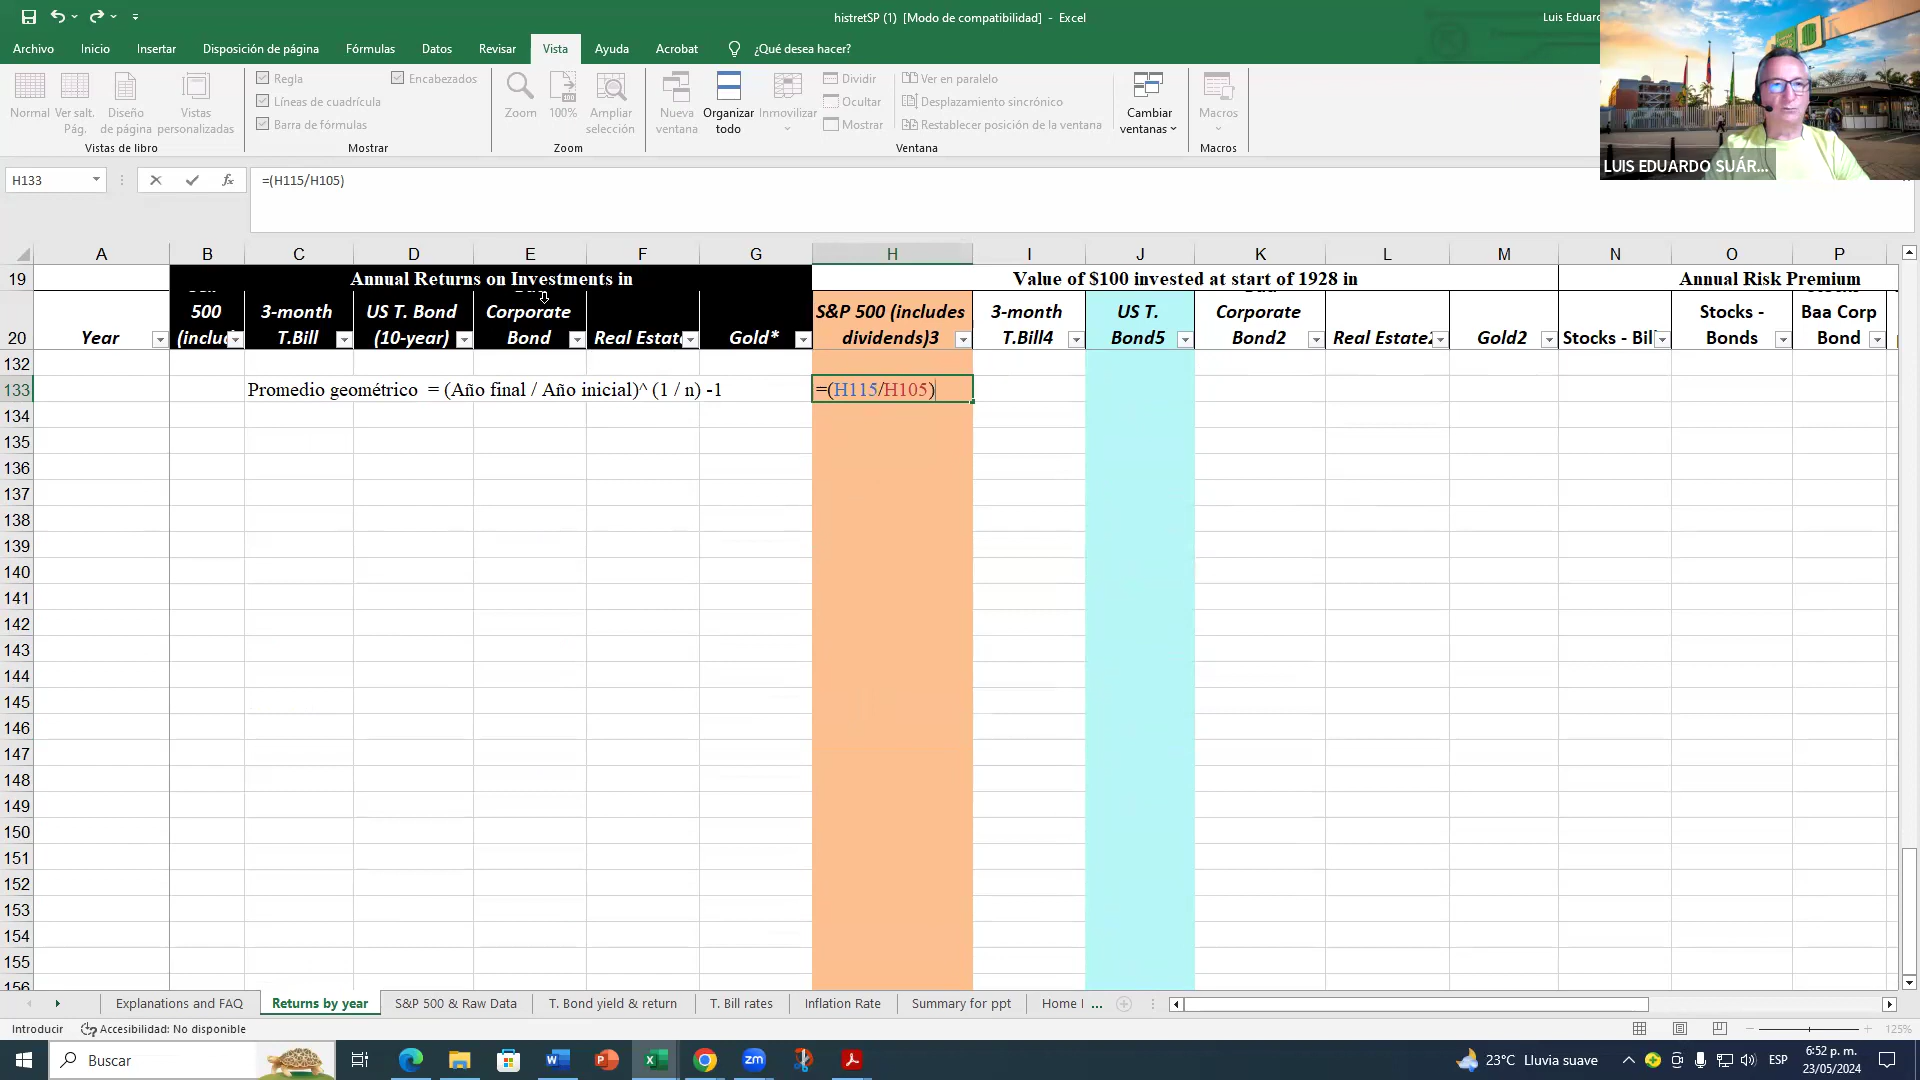 histretSP (1) [Modo de compatibilidad] - Excel
Luis Eduar
Archivo Inicio Insertar Disposición de página Fórmulas Datos Revisar Vista Ayuda Acrobat ¿Qué desea hacer?
Regla
Encabezados
Líneas de cuadrícula
Barra de fórmulas
Normal
Ver salt. Pág.
Diseño de página
Vistas personalizadas
Zoom
100%
Ampliar selección
Nueva ventana
Organizar todo
Inmovilizar
Dividir
Ocultar
Mostrar
Ver en paralelo
Desplazamiento sincrónico
Restablecer posición de la ventana
Cambiar ventanas
Macros
Vistas de libro
Mostrar
Zoom
Ventana
Macros
LUIS EDUARDO SUÁR...
H133
fx
=(H115/H105)
A B C D E F G H I J K L M N O P
19
Annual Returns on Investments in
Value of $100 invested at start of 1928 in
Annual Risk Premium
20
Year
500 (inclu
3-month T.Bill
US T. Bond (10-year)
Corporate Bond
Real Estat
Gold*
S&P 500 (includes dividends)3
3-month T.Bill4
US T. Bond5
Corporate Bond2
Real Estate
Gold2
Stocks - Bil
Stocks - Bonds
Baa Corp Bond
132
133
Promedio geométrico = (Año final / Año inicial)^ (1 / n) -1
=(H115/H105)
134
135
136
137
138
139
140
141
142
143
144
145
146
147
148
149
150
151
152
153
154
155
156
Explanations and FAQ Returns by year S&P 500 & Raw Data T. Bond yield & return T. Bill rates Inflation Rate Summary for ppt Home I ...
Introducir Accesibilidad: No disponible
125%
Buscar
23°C Lluvia suave
ESP
6:52 p. m.
23/05/2024